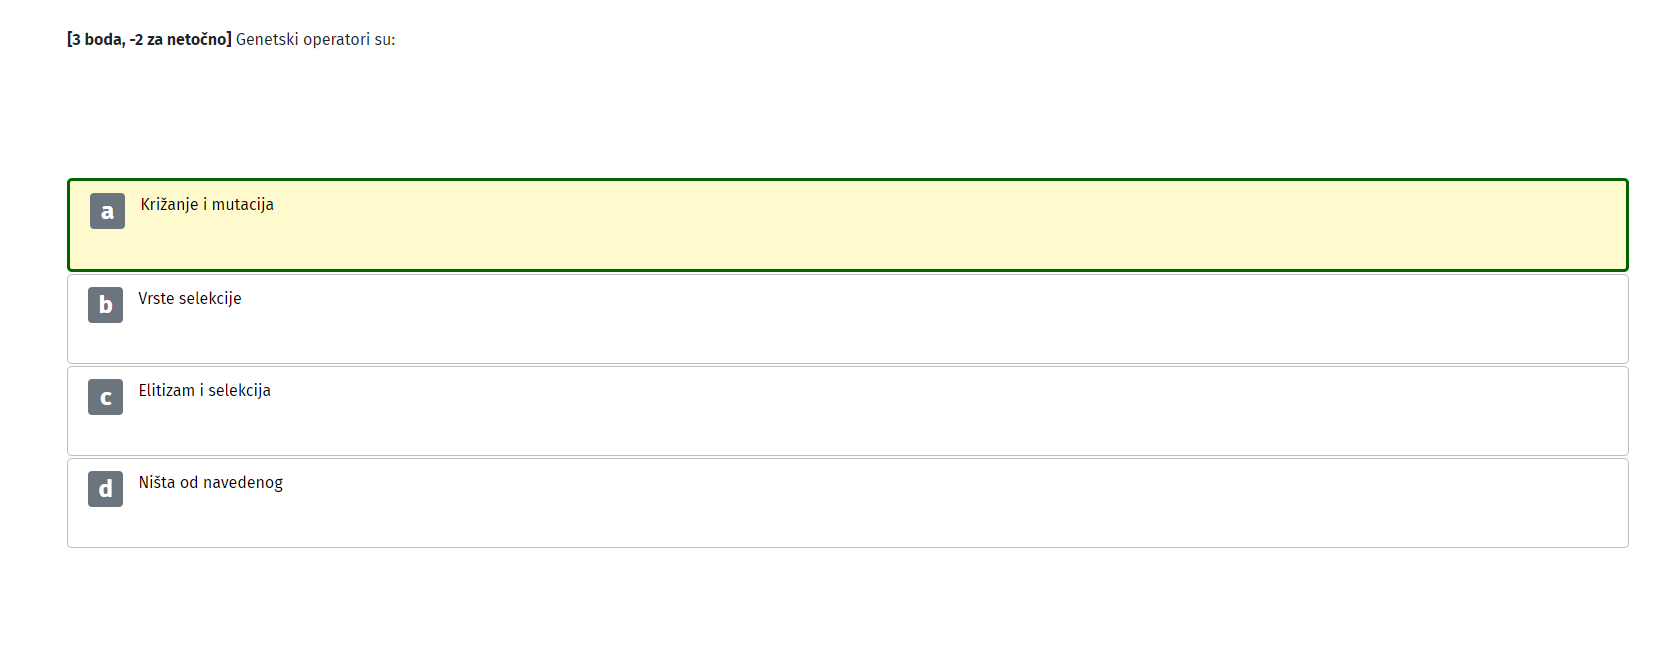 [3 boda, -2 za netočno] Genetski operatori su:
a Križanje i mutacija
b Vrste selekcije
c Elitizam i selekcija
d Ništa od navedenog